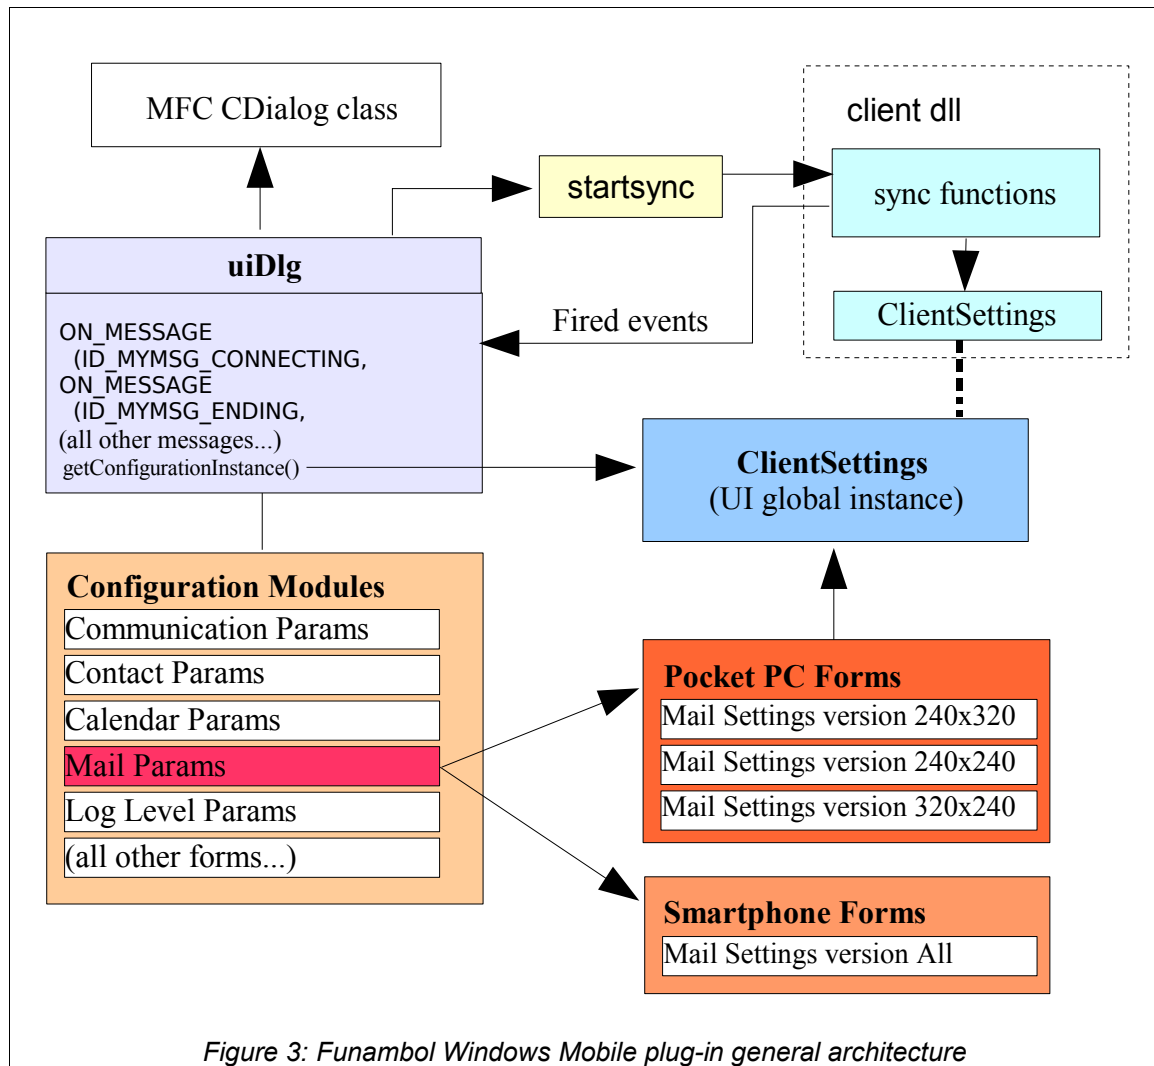 MFC CDialog class
client dll
startsync
sync functions
uiDlg
ClientSettings
Fired events
ON_MESSAGE
(ID_MYMSG_CONNECTING,
ON_MESSAGE
(ID_MYMSG_ENDING,
(all other messages...)
getConfigurationInstance()
ClientSettings
(UI global instance)
Configuration Modules
Communication Params
Contact Params
Calendar Params
Mail Params
Log Level Params
(all other forms...)
Pocket PC Forms
Mail Settings version 240x320
Mail Settings version 240x240
Mail Settings version 320x240
Smartphone Forms
Mail Settings version All
Figure 3: Funambol Windows Mobile plug-in general architecture